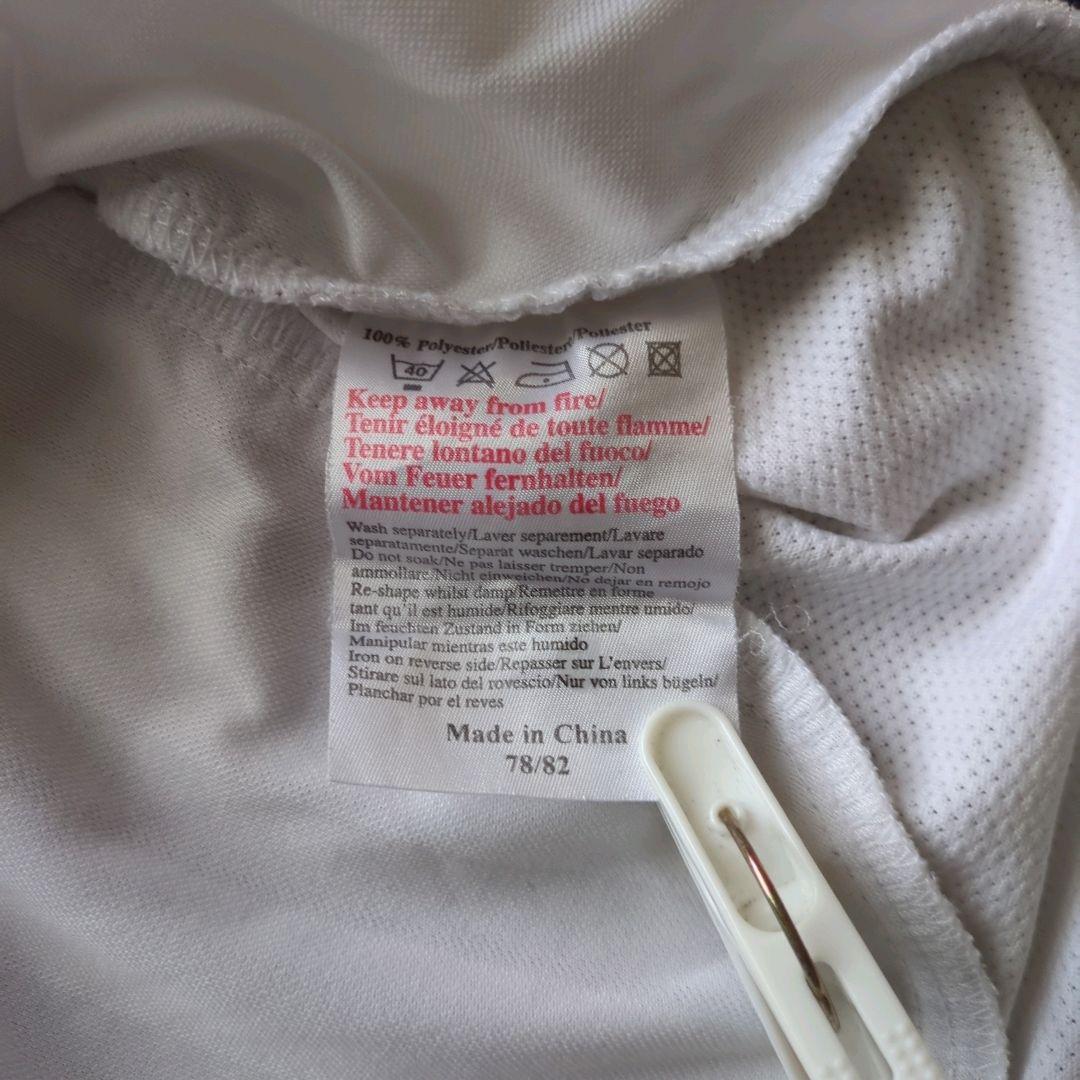 100% Polyester/Poliester/Poliester
40
Keep away from fire/
Tenir éloigné de toute flamme/
Tenere lontano del fuoco/
Vom Feuer fernhalten/
Mantener alejado del fuego
Wash separately/Laver separement/Lavare
separatamente/Separat waschen/Lavar separado
Do not soak/Ne pas laisser tremper/Non
ammollare/Nicht einweichen/No dejar en remojo
Re-shape whilst damp/Remettre en forme
tant qu'il est humide/Rifoggiare mentre umido/
Im feuchten Zustand in Form ziehen/
Manipular mientras este humido
Iron on reverse side/Repasser sur L'envers/
Stirare sul lato del rovescio/Nur von links bügeln/
Planchar por el reves
Made in China
78/82